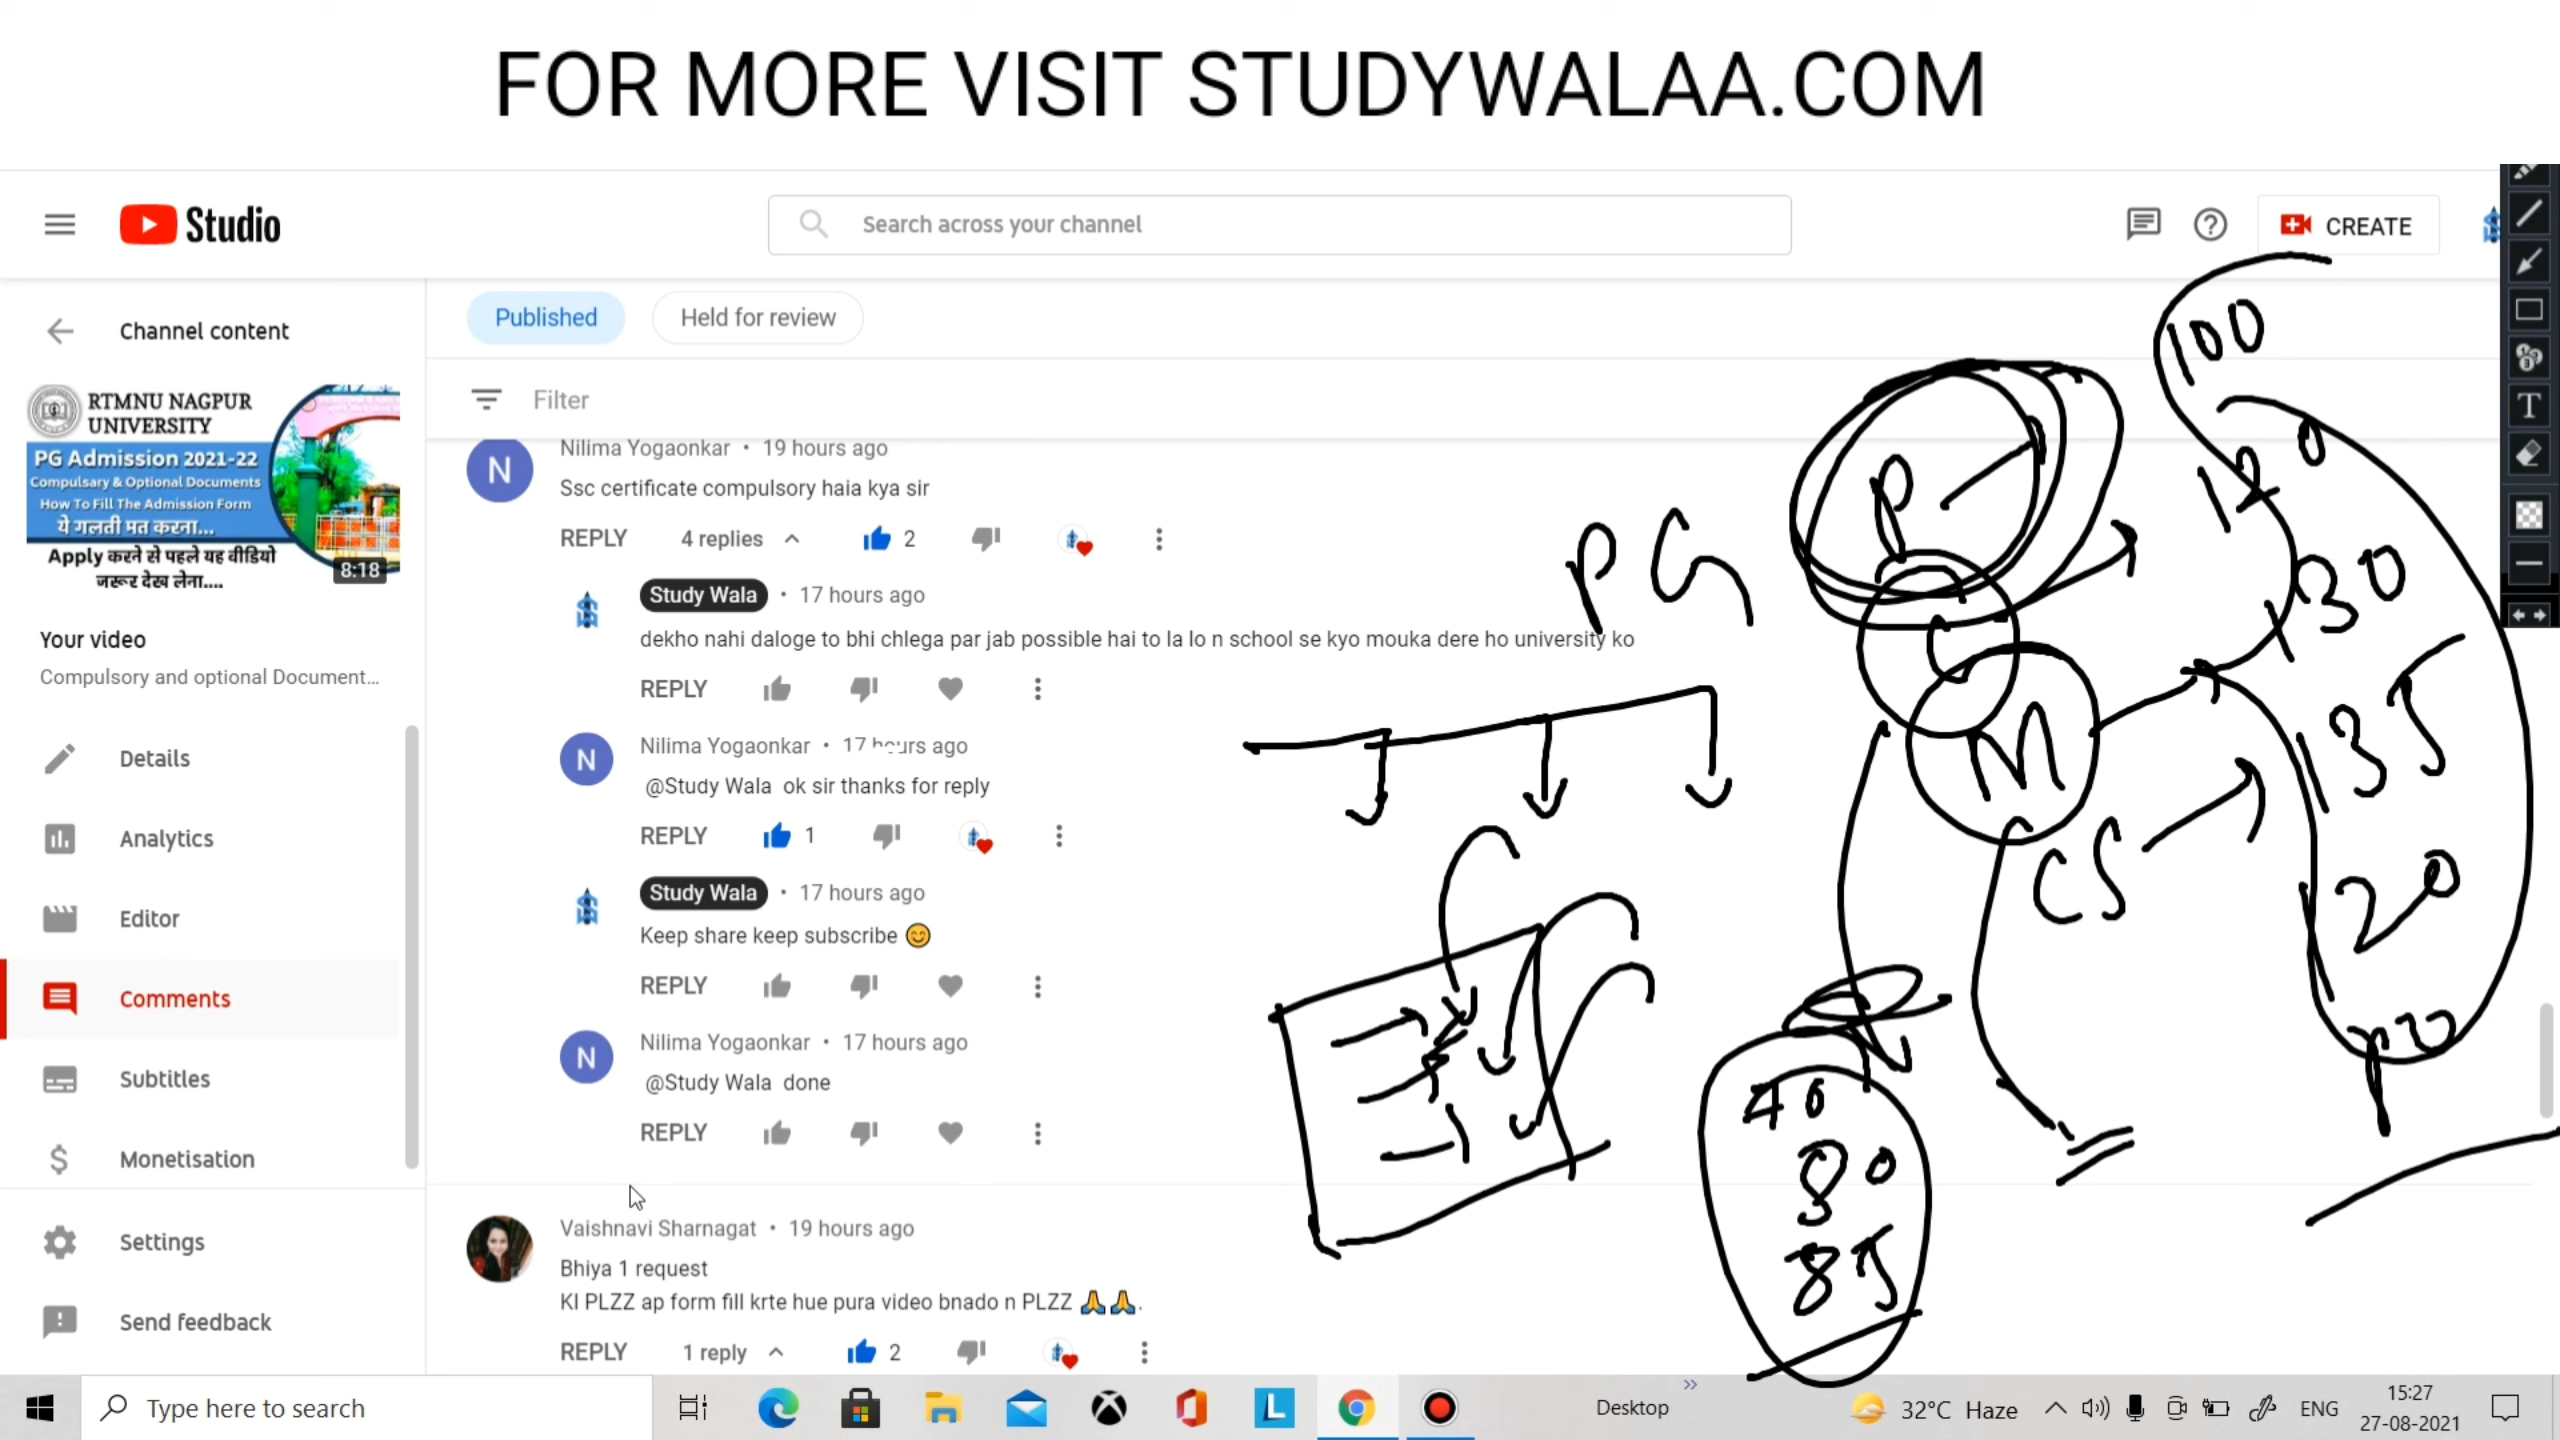 FOR MORE VISIT STUDYWALAA.COM
Studio
Search across your channel
CREATE
Channel content
Published
Held for review
Filter
RTMNU NAGPUR
UNIVERSITY
PG Admission 2021-22
Compulsary & Optional Documents
How To Fill The Admission Form
ये गलती मत करना...
Apply करने से पहले यह वीडियो
जरूर देख लेना....
8:18
Your video
Compulsory and optional Document...
Details
Analytics
Editor
Comments
Subtitles
Monetisation
Settings
Send feedback
N
Nilima Yogaonkar • 19 hours ago
Ssc certificate compulsory haia kya sir
REPLY 4 replies 2
Study Wala • 17 hours ago
dekho nahi daloge to bhi chlega par jab possible hai to la lo n school se kyo mouka dere ho university ko
REPLY
N
Nilima Yogaonkar • 17 hours ago
@Study Wala ok sir thanks for reply
REPLY 1
Study Wala • 17 hours ago
Keep share keep subscribe 😊
REPLY
N
Nilima Yogaonkar • 17 hours ago
@Study Wala done
REPLY
Vaishnavi Sharnagat • 19 hours ago
Bhiya 1 request
KI PLZZ ap form fill krte hue pura video bnado n PLZZ 🙏🙏.
REPLY 1 reply 2
PG
P
C
M
CS
100
120
130
135
20
40
80
85
T
Type here to search
Desktop
32°C Haze
ENG
15:27
27-08-2021